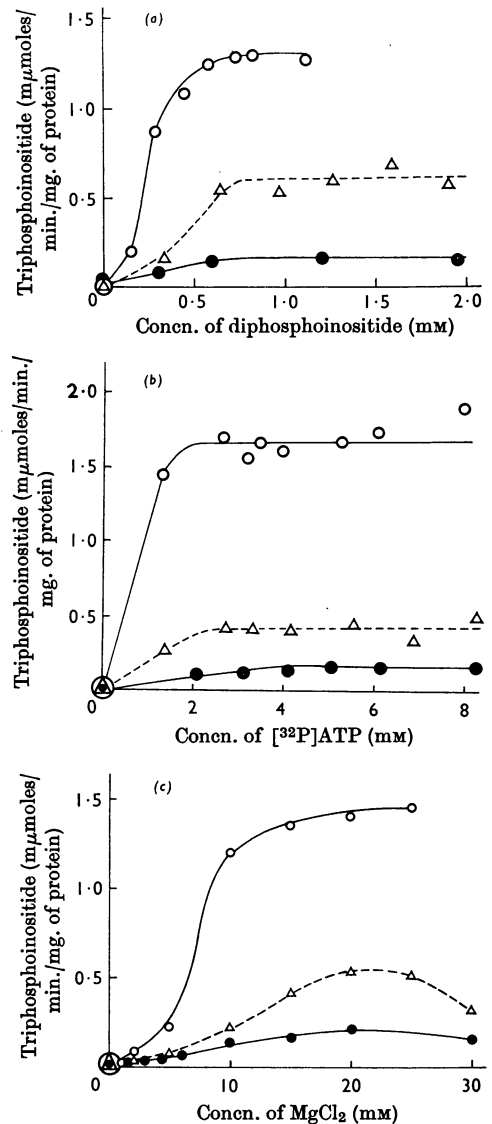 (a)
Triphosphoinositide (mμmoles/
min./mg. of protein)
1·5
1·0
0·5
0
0 0·5 1·0 1·5 2·0
Concn. of diphosphoinositide (mM)
(b)
Triphosphoinositide (mμmoles/min./
mg. of protein)
2·0
1·5
1·0
0·5
0
0 2 4 6 8
Concn. of [³²P]ATP (mM)
(c)
Triphosphoinositide (mμmoles/
min./mg. of protein)
1·5
1·0
0·5
0
0 10 20 30
Concn. of MgCl₂ (mM)